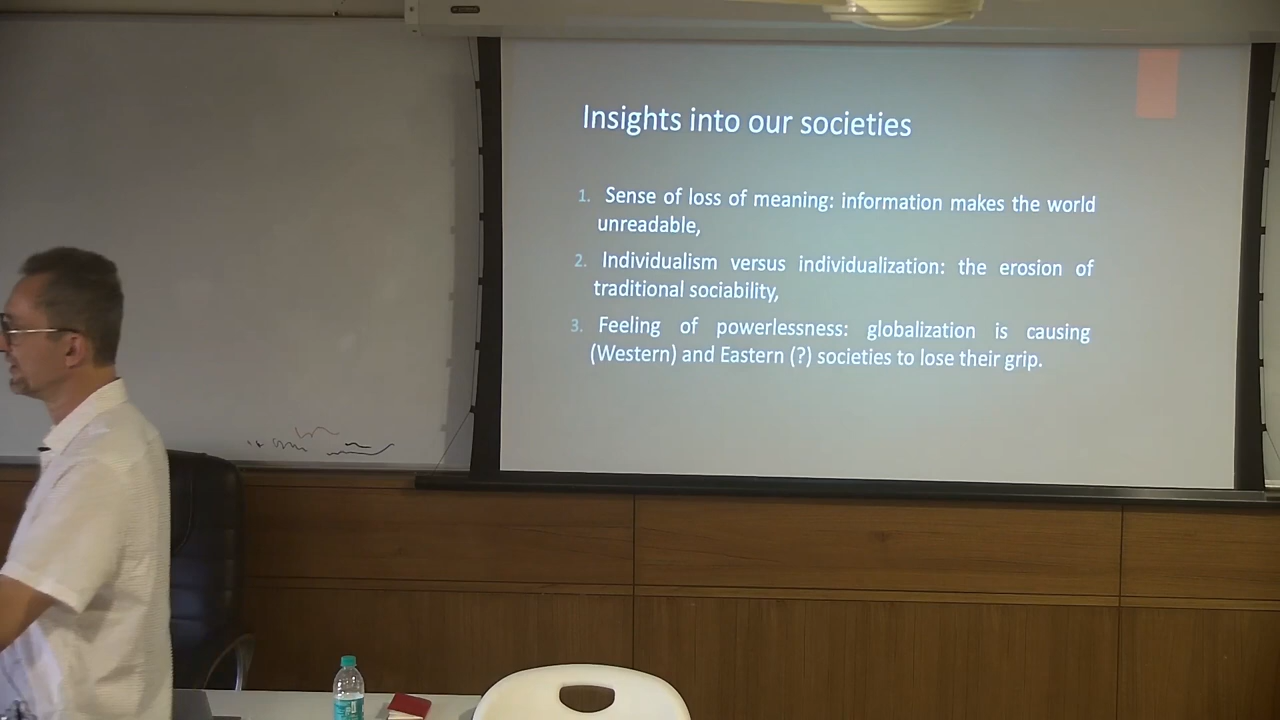 Insights into our societies
1. Sense of loss of meaning: information makes the world
unreadable,
2. Individualism versus individualization: the erosion of
traditional sociability,
3. Feeling of powerlessness: globalization is causing
(Western) and Eastern (?) societies to lose their grip.